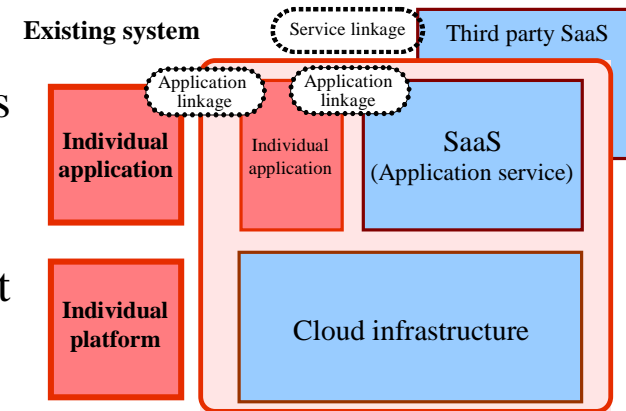 Existing system
Service linkage
Third party SaaS
Application
linkage
Application
linkage
s
Individual
application
Individual
application
SaaS
(Application service)
t
Individual
platform
Cloud infrastructure